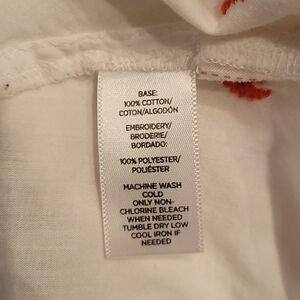 BASE:
100% COTTON/
COTON/ALGODÓN
EMBROIDERY/
BRODERIE/
BORDADO:
100% POLYESTER/
POLIÉSTER
MACHINE WASH
COLD
ONLY NON-
CHLORINE BLEACH
WHEN NEEDED
TUMBLE DRY LOW
COOL IRON IF
NEEDED